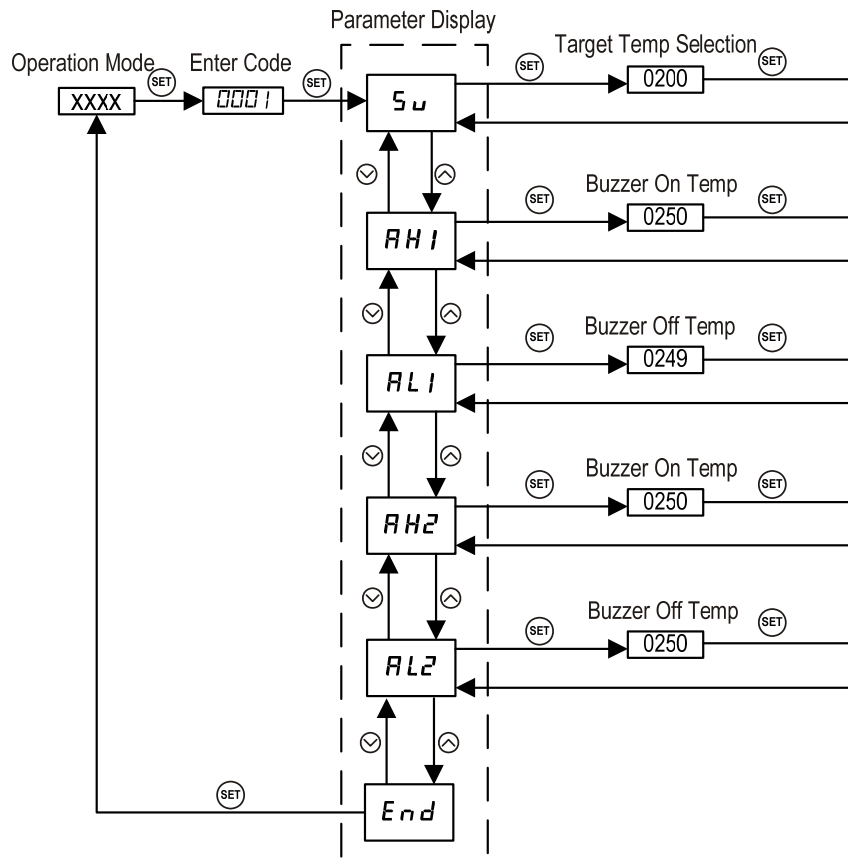 Parameter Display
Operation Mode
SET
Enter Code
SET
Target Temp Selection
SET
SET
XXXX
0001
Su
0200
Buzzer On Temp
SET
SET
AH1
0250
Buzzer Off Temp
SET
SET
AL1
0249
Buzzer On Temp
SET
SET
AH2
0250
Buzzer Off Temp
SET
SET
AL2
0250
SET
End